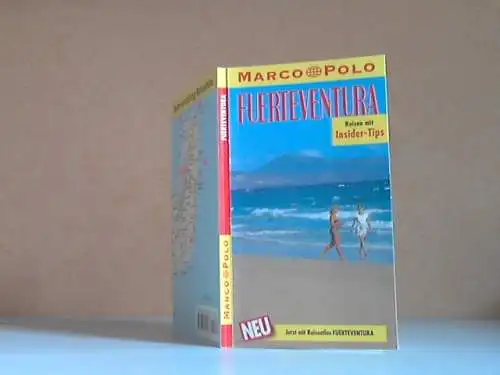 MARCO POLO
FUERTEVENTURA
Reisen mit
Insider-Tips
NEU
Jetzt mit Reiseatlas FUERTEVENTURA
FUERTEVENTURA
MARCO POLO